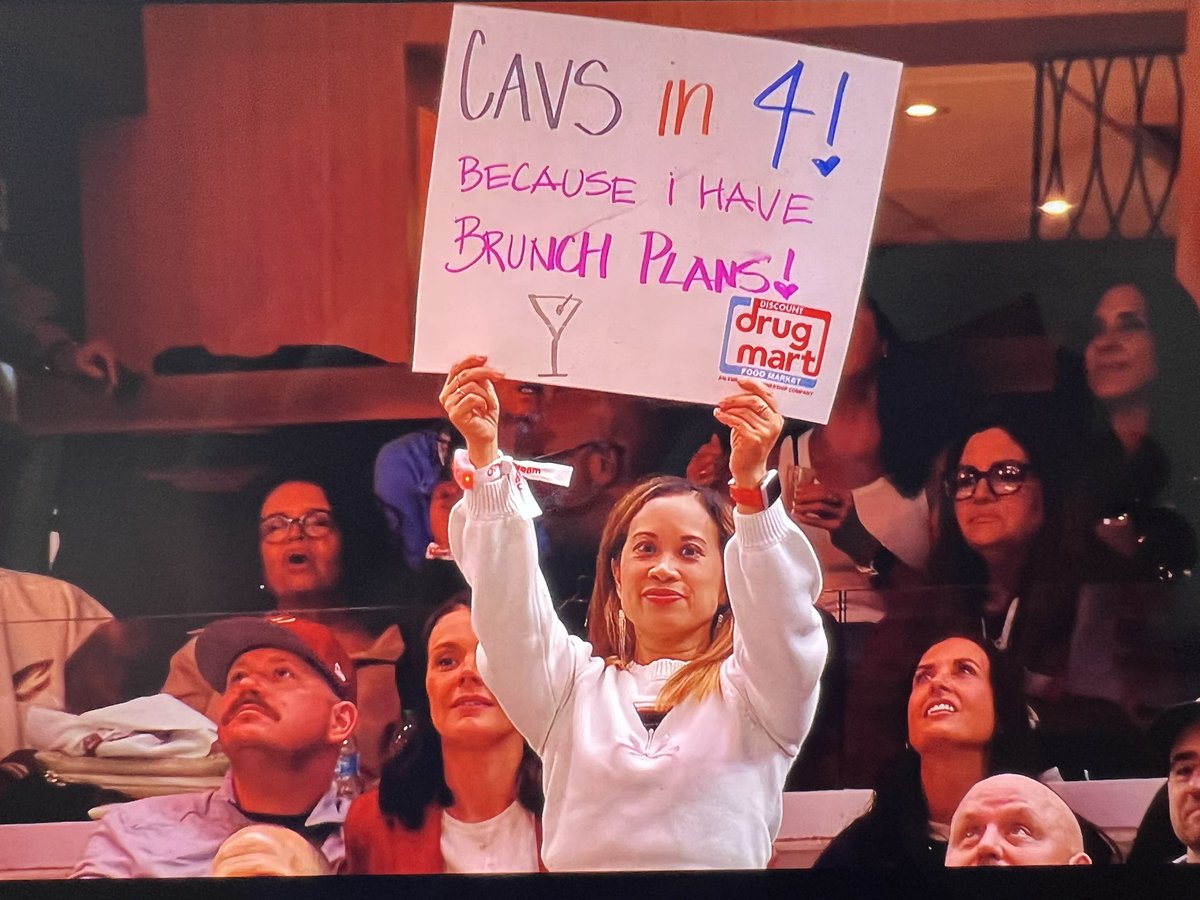 CAVS in 4!
BECAUSE i HAVE
BRUNCH PLANS!
DISCOUNT
drug
mart
FOOD MARKET